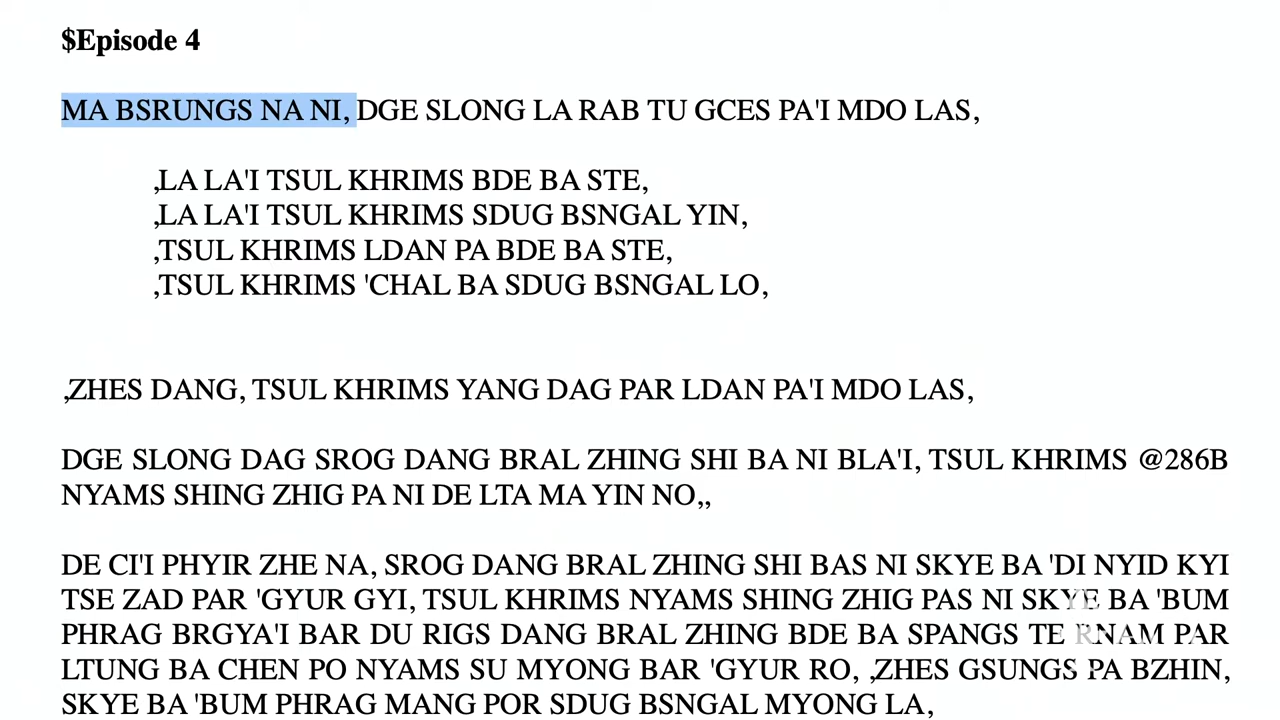 $Episode 4
MA BSRUNGS NA NI, DGE SLONG LA RAB TU GCES PA'I MDO LAS,
,LA LA'I TSUL KHRIMS BDE BA STE,
,LA LA'I TSUL KHRIMS SDUG BSNGAL YIN,
,TSUL KHRIMS LDAN PA BDE BA STE,
,TSUL KHRIMS 'CHAL BA SDUG BSNGAL LO,
,ZHES DANG, TSUL KHRIMS YANG DAG PAR LDAN PA'I MDO LAS,
DGE SLONG DAG SROG DANG BRAL ZHING SHI BA NI BLA'I, TSUL KHRIMS @286B
NYAMS SHING ZHIG PA NI DE LTA MA YIN NO,,
DE CI'I PHYIR ZHE NA, SROG DANG BRAL ZHING SHI BAS NI SKYE BA 'DI NYID KYI
TSE ZAD PAR 'GYUR GYI, TSUL KHRIMS NYAMS SHING ZHIG PAS NI SKYE BA 'BUM
PHRAG BRGYA'I BAR DU RIGS DANG BRAL ZHING BDE BA SPANGS TE RNAM PAR
LTUNG BA CHEN PO NYAMS SU MYONG BAR 'GYUR RO, ,ZHES GSUNGS PA BZHIN,
SKYE BA 'BUM PHRAG MANG POR SDUG BSNGAL MYONG LA,